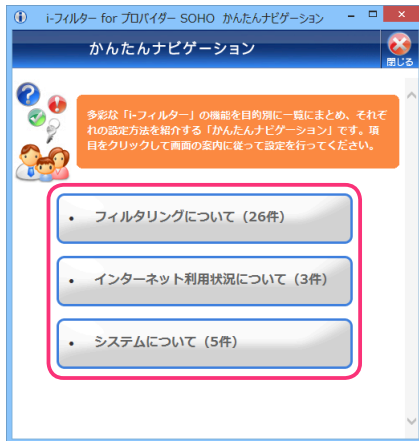 i-フィルター for プロバイダー SOHO かんたんナビゲーション
かんたんナビゲーション
閉じる
多彩な「i-フィルター」の機能を目的別に一覧にまとめ、それぞ
れの設定方法を紹介する「かんたんナビゲーション」です。項
目をクリックして画面の案内に従って設定を行ってください。
• フィルタリングについて（26件）
• インターネット利用状況について（3件）
• システムについて（5件）